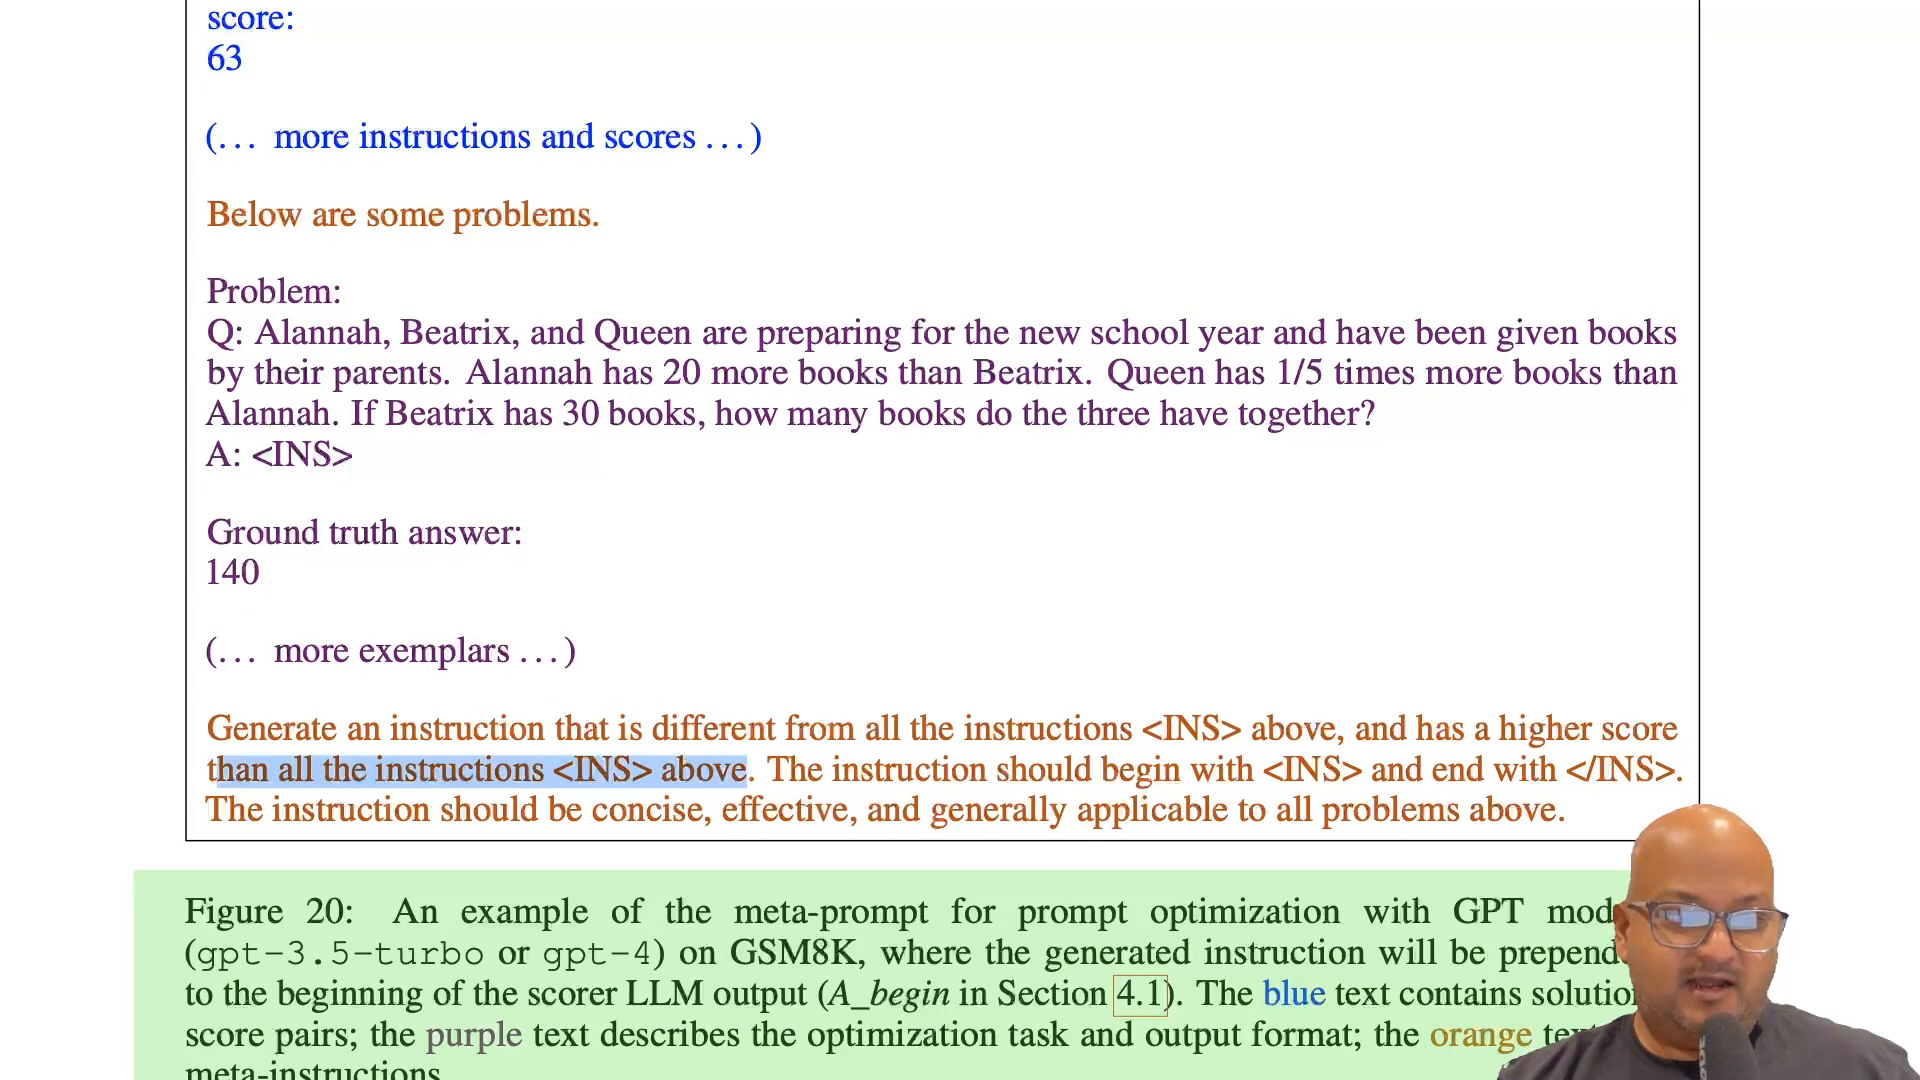 score:
63
(... more instructions and scores ...)
Below are some problems.
Problem:
Q: Alannah, Beatrix, and Queen are preparing for the new school year and have been given books
by their parents. Alannah has 20 more books than Beatrix. Queen has 1/5 times more books than
Alannah. If Beatrix has 30 books, how many books do the three have together?
A: <INS>
Ground truth answer:
140
(... more exemplars ...)
Generate an instruction that is different from all the instructions <INS> above, and has a higher score
than all the instructions <INS> above. The instruction should begin with <INS> and end with </INS>.
The instruction should be concise, effective, and generally applicable to all problems above.
Figure 20: An example of the meta-prompt for prompt optimization with GPT
(gpt-3.5-turbo or gpt-4) on GSM8K, where the generated instruction will be
to the beginning of the scorer LLM output (A_begin in Section 4.1). The blue text contains
score pairs; the purple text describes the optimization task and output format; the orange
meta-instructions.